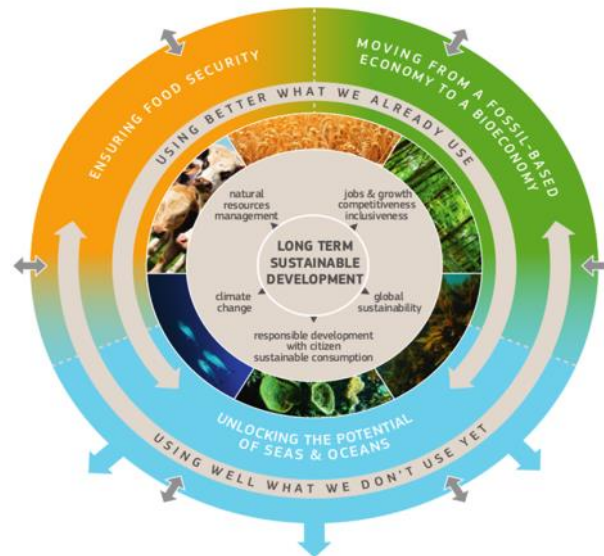 ENSURING FOOD SECURITY
MOVING FROM A FOSSIL-BASED
ECONOMY TO A BIOECONOMY
USING BETTER WHAT WE ALREADY USE
natural
resources
management
jobs & growth
competitiveness
inclusiveness
LONG TERM
SUSTAINABLE
DEVELOPMENT
climate
change
global
sustainability
responsible development
with citizen
sustainable consumption
UNLOCKING THE POTENTIAL
OF SEAS & OCEANS
USING WELL WHAT WE DON'T USE YET